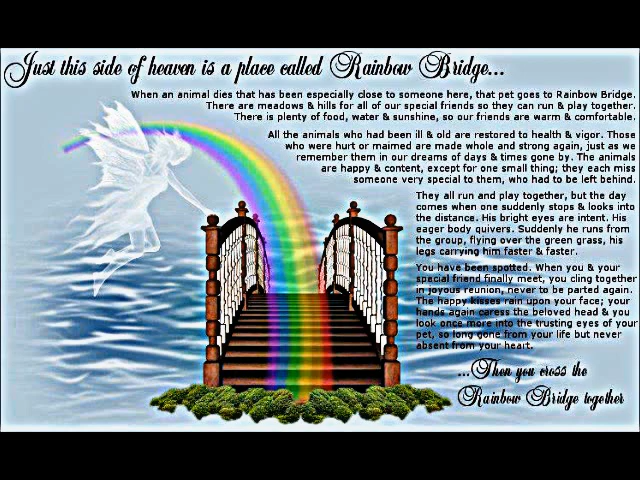 Just this side of heaven is a place called Rainbow Bridge...
When an animal dies that has been especially close to someone here, that pet goes to Rainbow Bridge.
There are meadows & hills for all of our special friends so they can run & play together.
There is plenty of food, water & sunshine, so our friends are warm & comfortable.
All the animals who had been ill & old are restored to health & vigor. Those
who were hurt or maimed are made whole and strong again, just as we
remember them in our dreams of days & times gone by. The animals
are happy & content, except for one small thing; they each miss
someone very special to them, who had to be left behind.
They all run and play together, but the day
comes when one suddenly stops & looks into
the distance. His bright eyes are intent. His
eager body quivers. Suddenly he runs from
the group, flying over the green grass, his
legs carrying him faster & faster.
You have been spotted. When you & your
special friend finally meet, you cling together
in joyous reunion, never to be parted again.
The happy kisses rain upon your face; your
hands again caress the beloved head & you
look once more into the trusting eyes of your
pet, so long gone from your life but never
absent from your heart.
...Then you cross the
Rainbow Bridge together